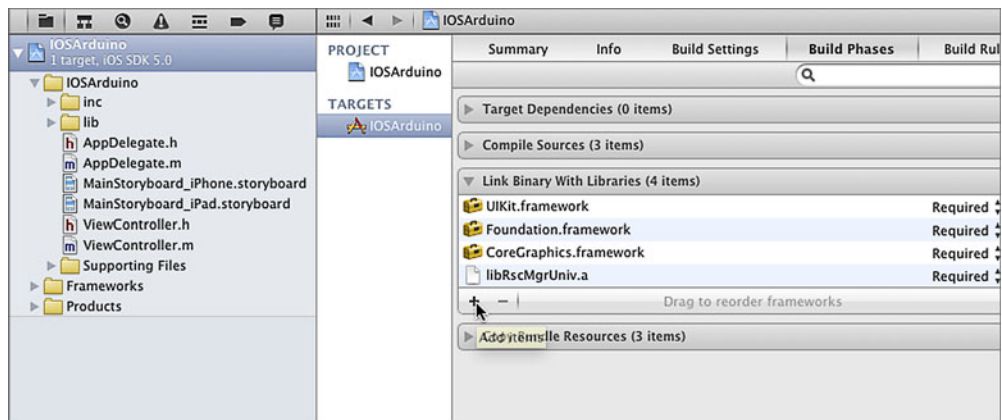 IOSArduino
IOSArduino
1 target, iOS SDK 5.0
IOSArduino
inc
lib
h AppDelegate.h
m AppDelegate.m
MainStoryboard_iPhone.storyboard
MainStoryboard_iPad.storyboard
h ViewController.h
m ViewController.m
Supporting Files
Frameworks
Products
PROJECT
IOSArduino
TARGETS
IOSArduino
Summary Info Build Settings Build Phases Build Rul
Target Dependencies (0 items)
Compile Sources (3 items)
Link Binary With Libraries (4 items)
UIKit.framework Required
Foundation.framework Required
CoreGraphics.framework Required
libRscMgrUniv.a Required
+ − Drag to reorder frameworks
Add items
dle Resources (3 items)